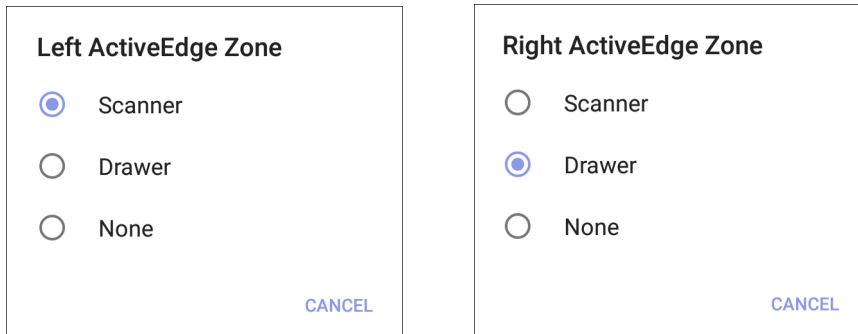 Left ActiveEdge Zone
Scanner
Drawer
None
CANCEL
Right ActiveEdge Zone
Scanner
Drawer
None
CANCEL